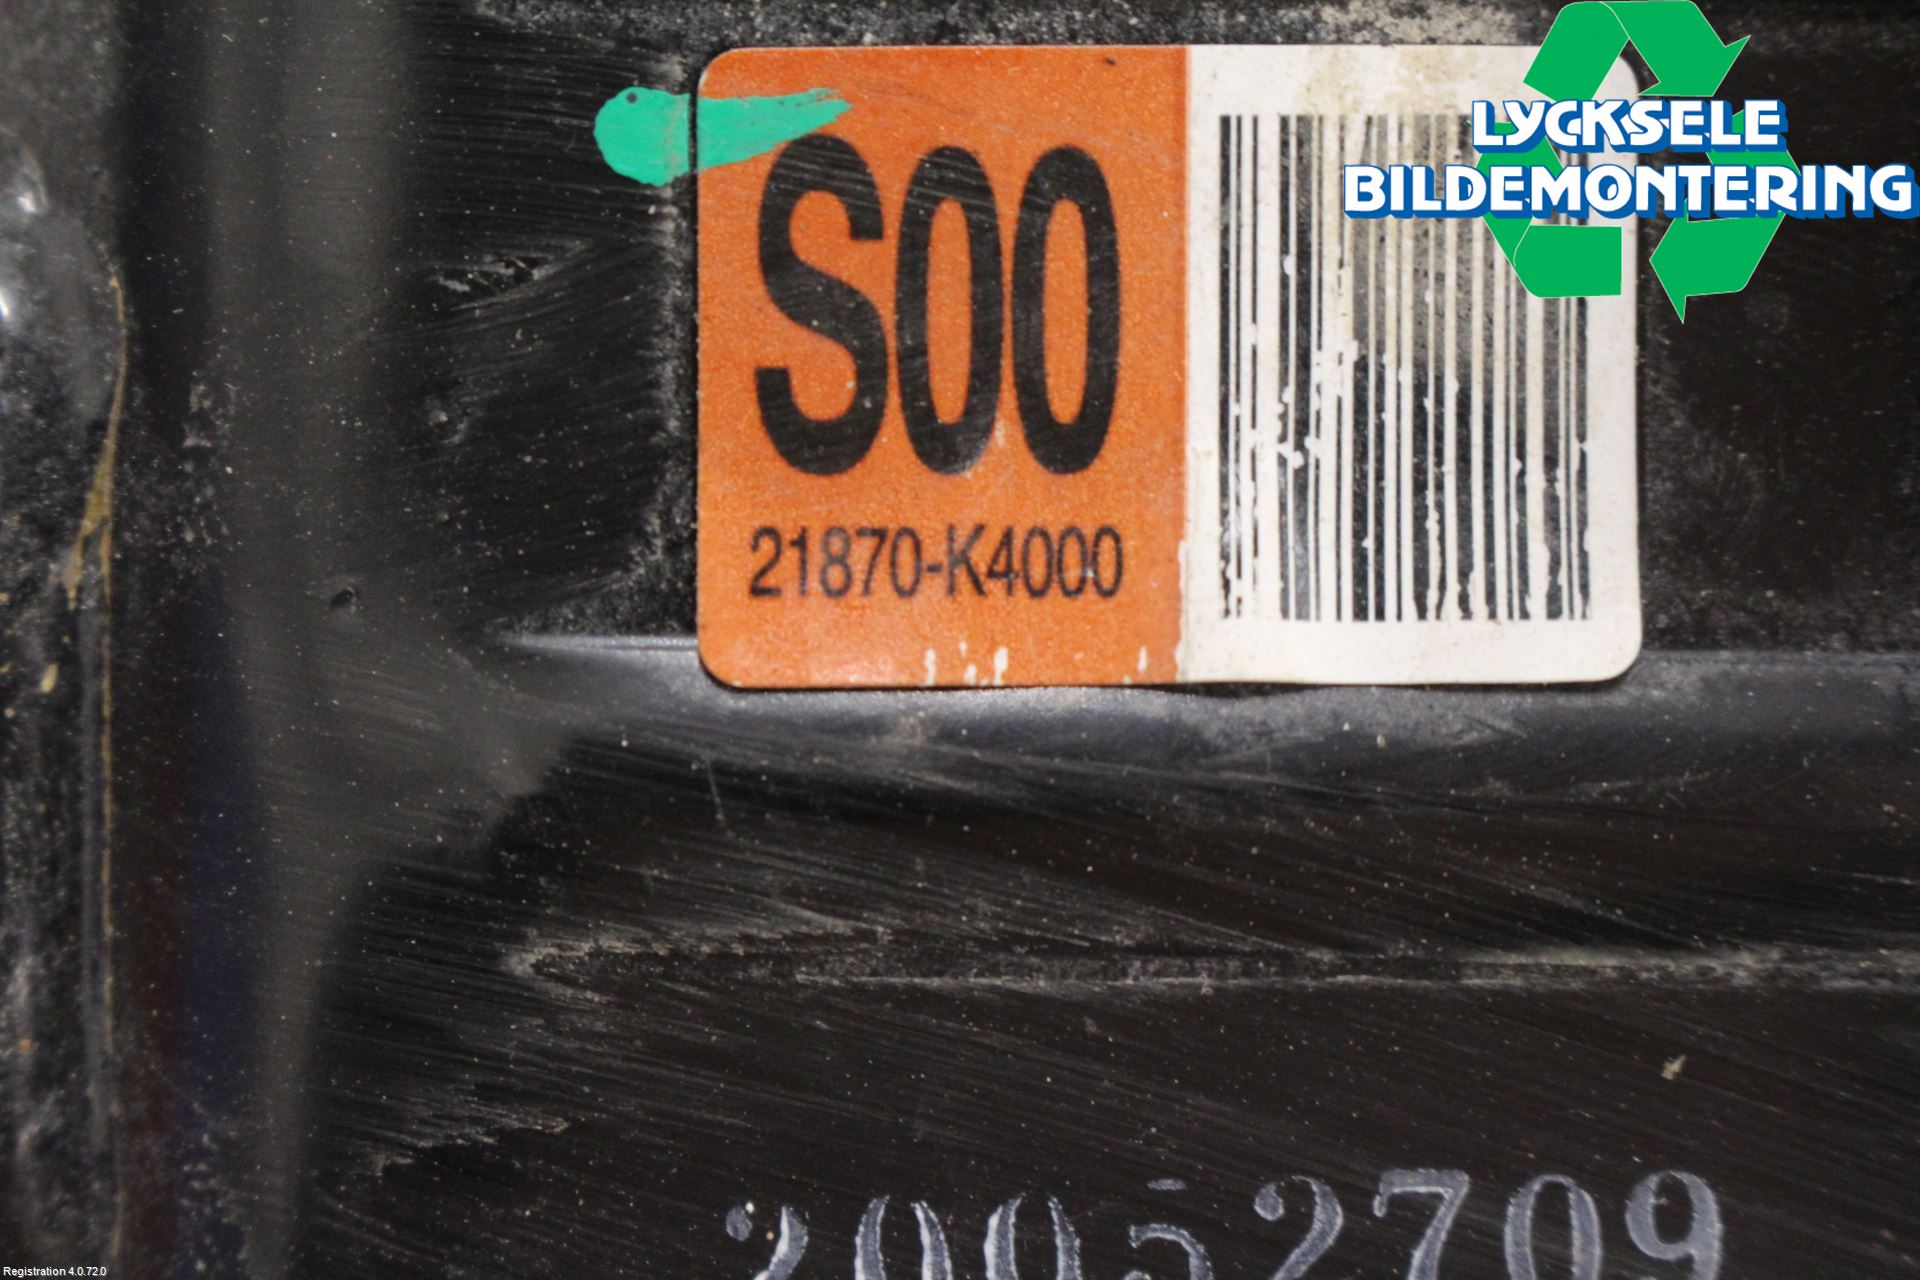 LYCKSELE
BILDEMONTERING
S00
21870-K4000
20052709
Registration 4.0.72.0